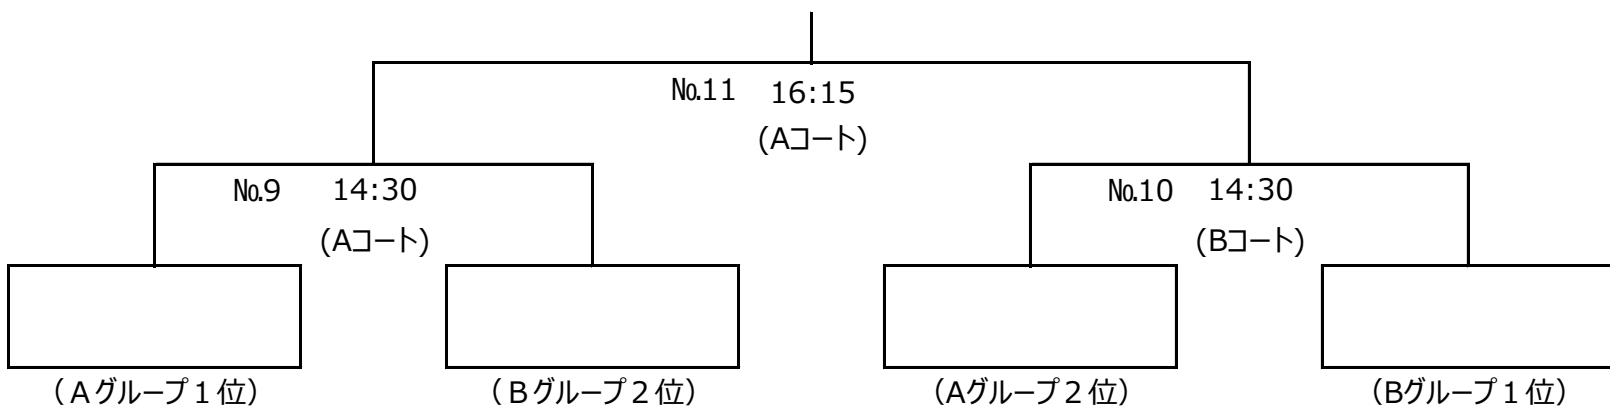 №11 16:15
(Aコート)
№9 14:30
(Aコート)
№10 14:30
(Bコート)
（Aグループ１位）
（Bグループ２位）
（Aグループ２位）
（Bグループ１位）